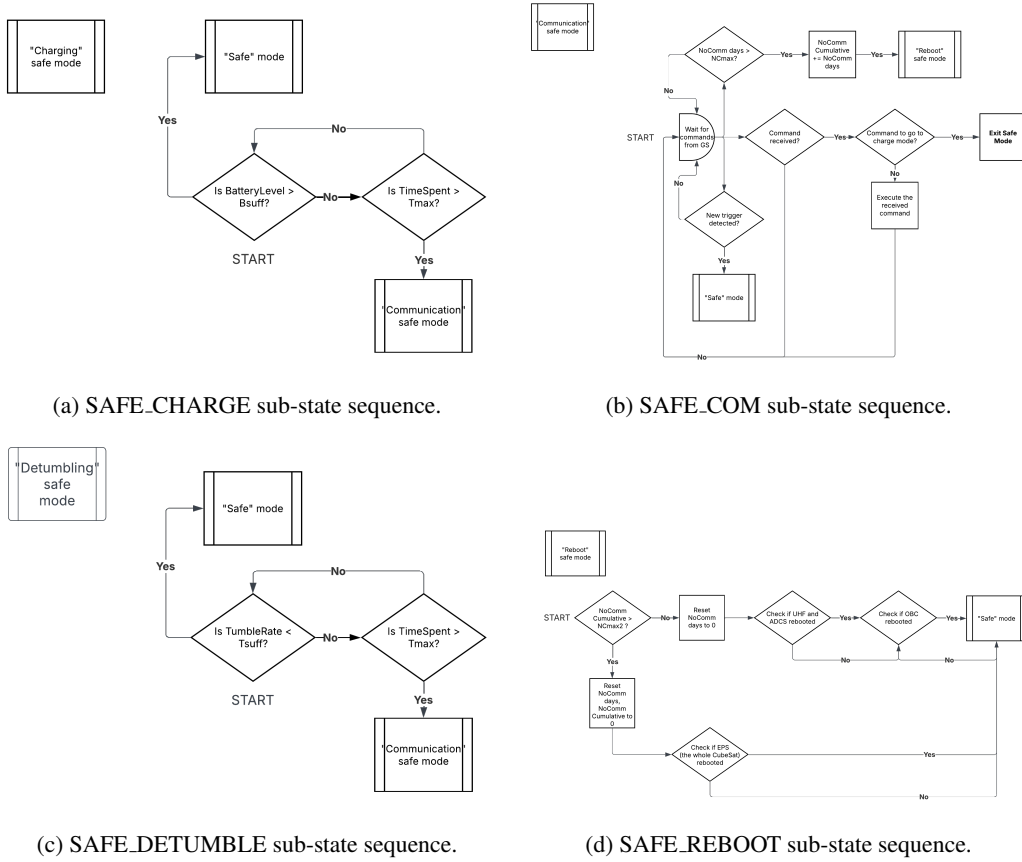 "Charging"
safe mode
"Safe" mode
Yes
No
Is BatteryLevel >
Bsuff?
No
Is TimeSpent >
Tmax?
START
Yes
"Communication"
safe mode
(a) SAFE_CHARGE sub-state sequence.
"Communication"
safe mode
NoComm days >
NCmax?
Yes
NoComm
Cumulative
+= NoComm
days
Yes
"Reboot"
safe mode
No
START
Wait for
commands
from GS
Command
received?
Yes
Command to go to
charge mode?
Yes
Exit Safe
Mode
No
No
Execute the
received
command
New trigger
detected?
Yes
"Safe" mode
No
(b) SAFE_COM sub-state sequence.
"Detumbling"
safe
mode
"Safe" mode
Yes
No
Is TumbleRate <
Tsuff?
No
Is TimeSpent >
Tmax?
START
Yes
"Communication"
safe mode
(c) SAFE_DETUMBLE sub-state sequence.
"Reboot"
safe mode
START
NoComm
Cumulative >
NCmax2 ?
No
Reset
NoComm
days to 0
Check if UHF and
ADCS rebooted
Yes
Check if OBC
rebooted
Yes
"Safe" mode
No
No
Yes
Reset
NoComm
days,
NoComm
Cumulative to
0
Check if EPS
(the whole CubeSat)
rebooted
Yes
No
(d) SAFE_REBOOT sub-state sequence.